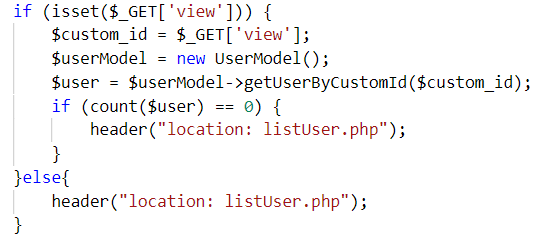 if (isset($_GET['view'])) {
    $custom_id = $_GET['view'];
    $userModel = new UserModel();
    $user = $userModel->getUserByCustomId($custom_id);
    if (count($user) == 0) {
        header("location: listUser.php");
    }
}else{
    header("location: listUser.php");
}